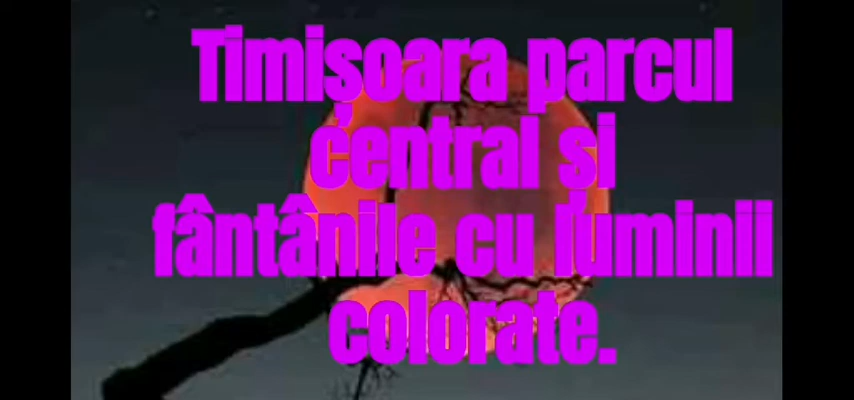 Timișoara parcul
central și
fântânile cu luminii
colorate.